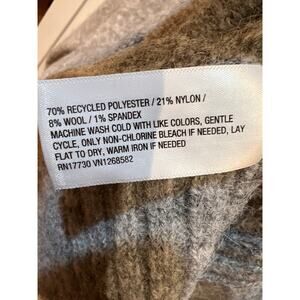 70% RECYCLED POLYESTER / 21% NYLON /
8% WOOL / 1% SPANDEX
MACHINE WASH COLD WITH LIKE COLORS, GENTLE
CYCLE, ONLY NON-CHLORINE BLEACH IF NEEDED, LAY
FLAT TO DRY, WARM IRON IF NEEDED
RN17730 VN1268582